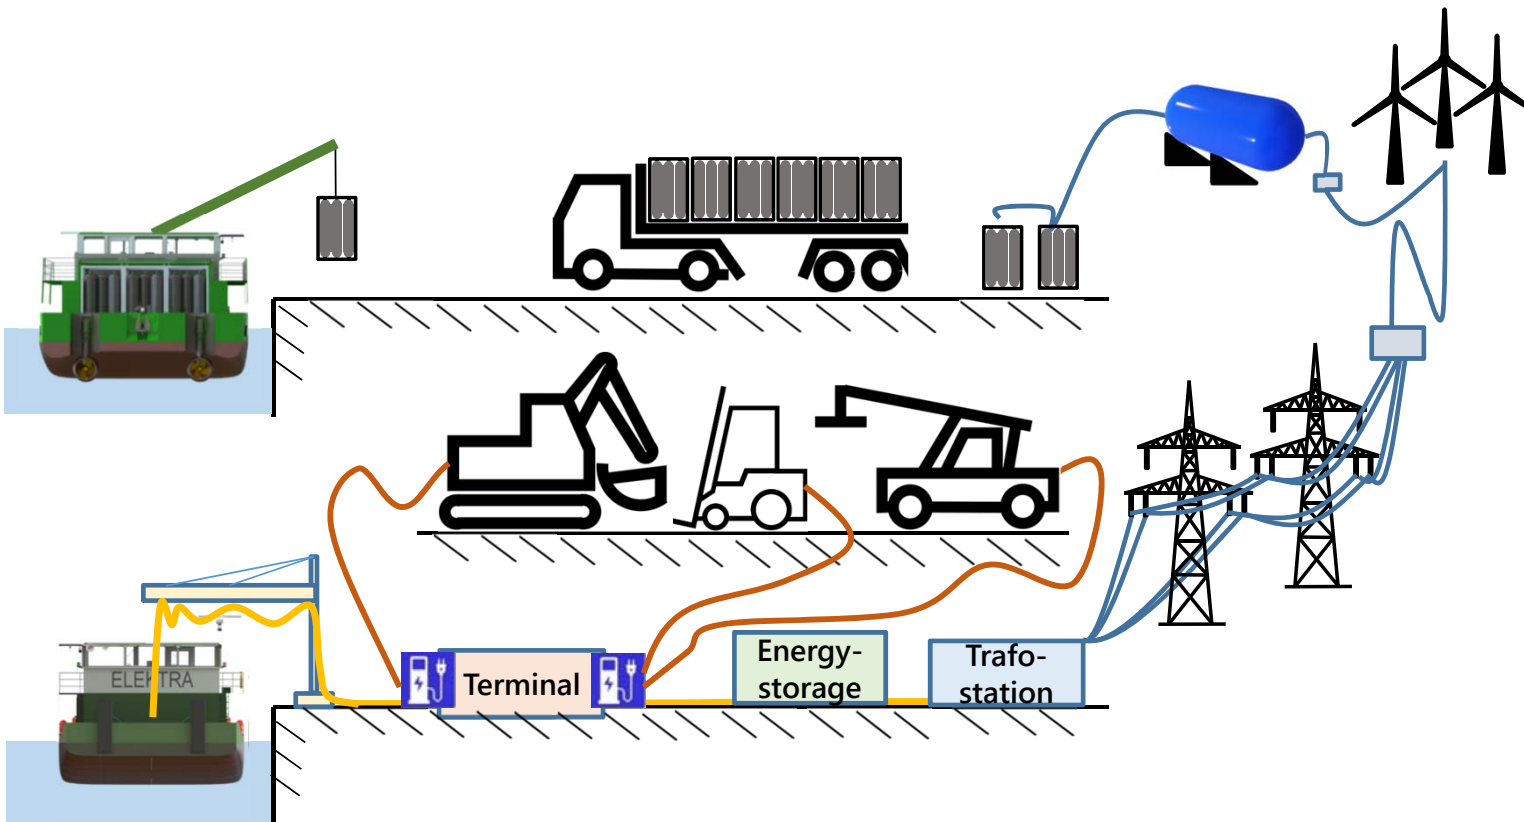 ELEKTRA
Terminal
Energy-
storage
Trafo-
station